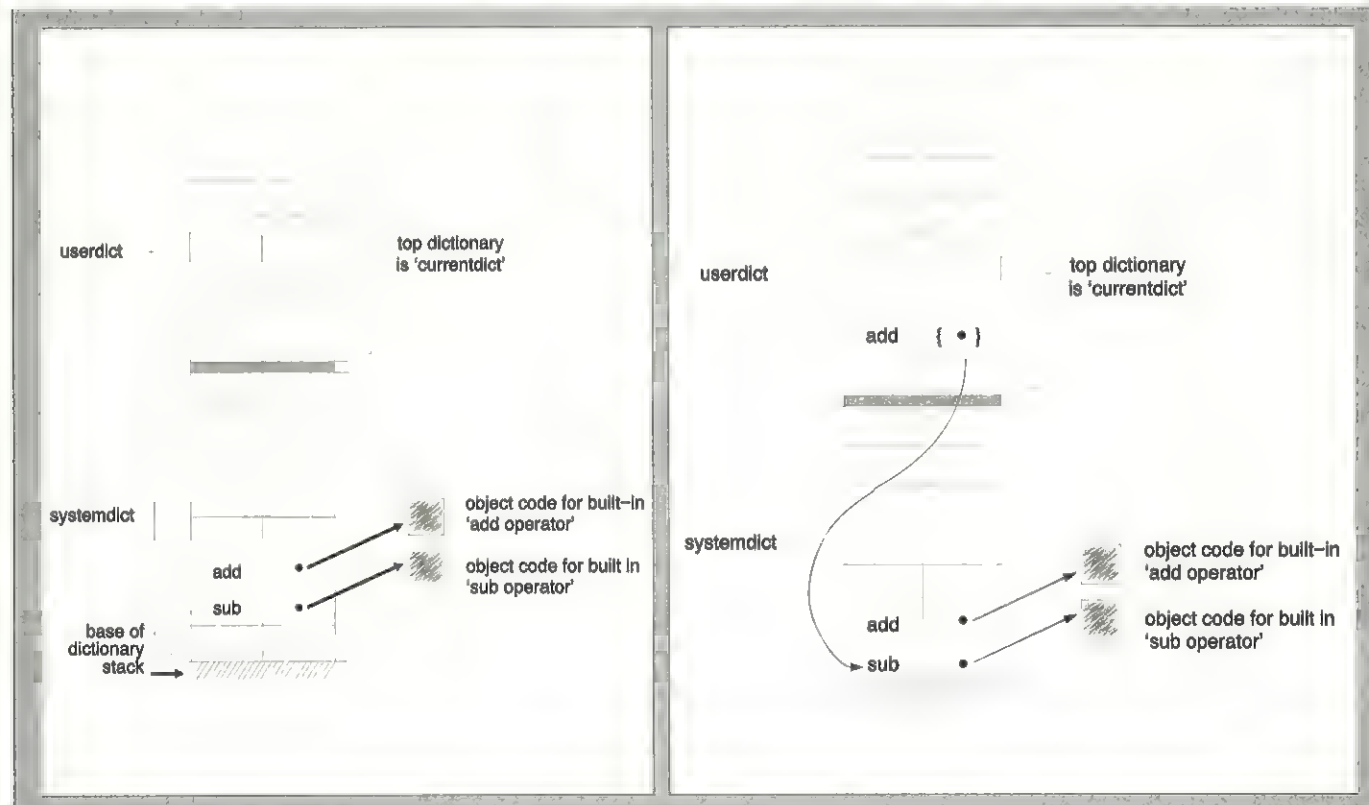 userdict
top dictionary
is ‘currentdict’
systemdict
object code for built–in
‘add operator’
add
object code for built in
‘sub operator’
sub
base of
dictionary
stack
userdict
top dictionary
is ‘currentdict’
add { • }
systemdict
object code for built–in
‘add operator’
add
object code for built in
‘sub operator’
sub